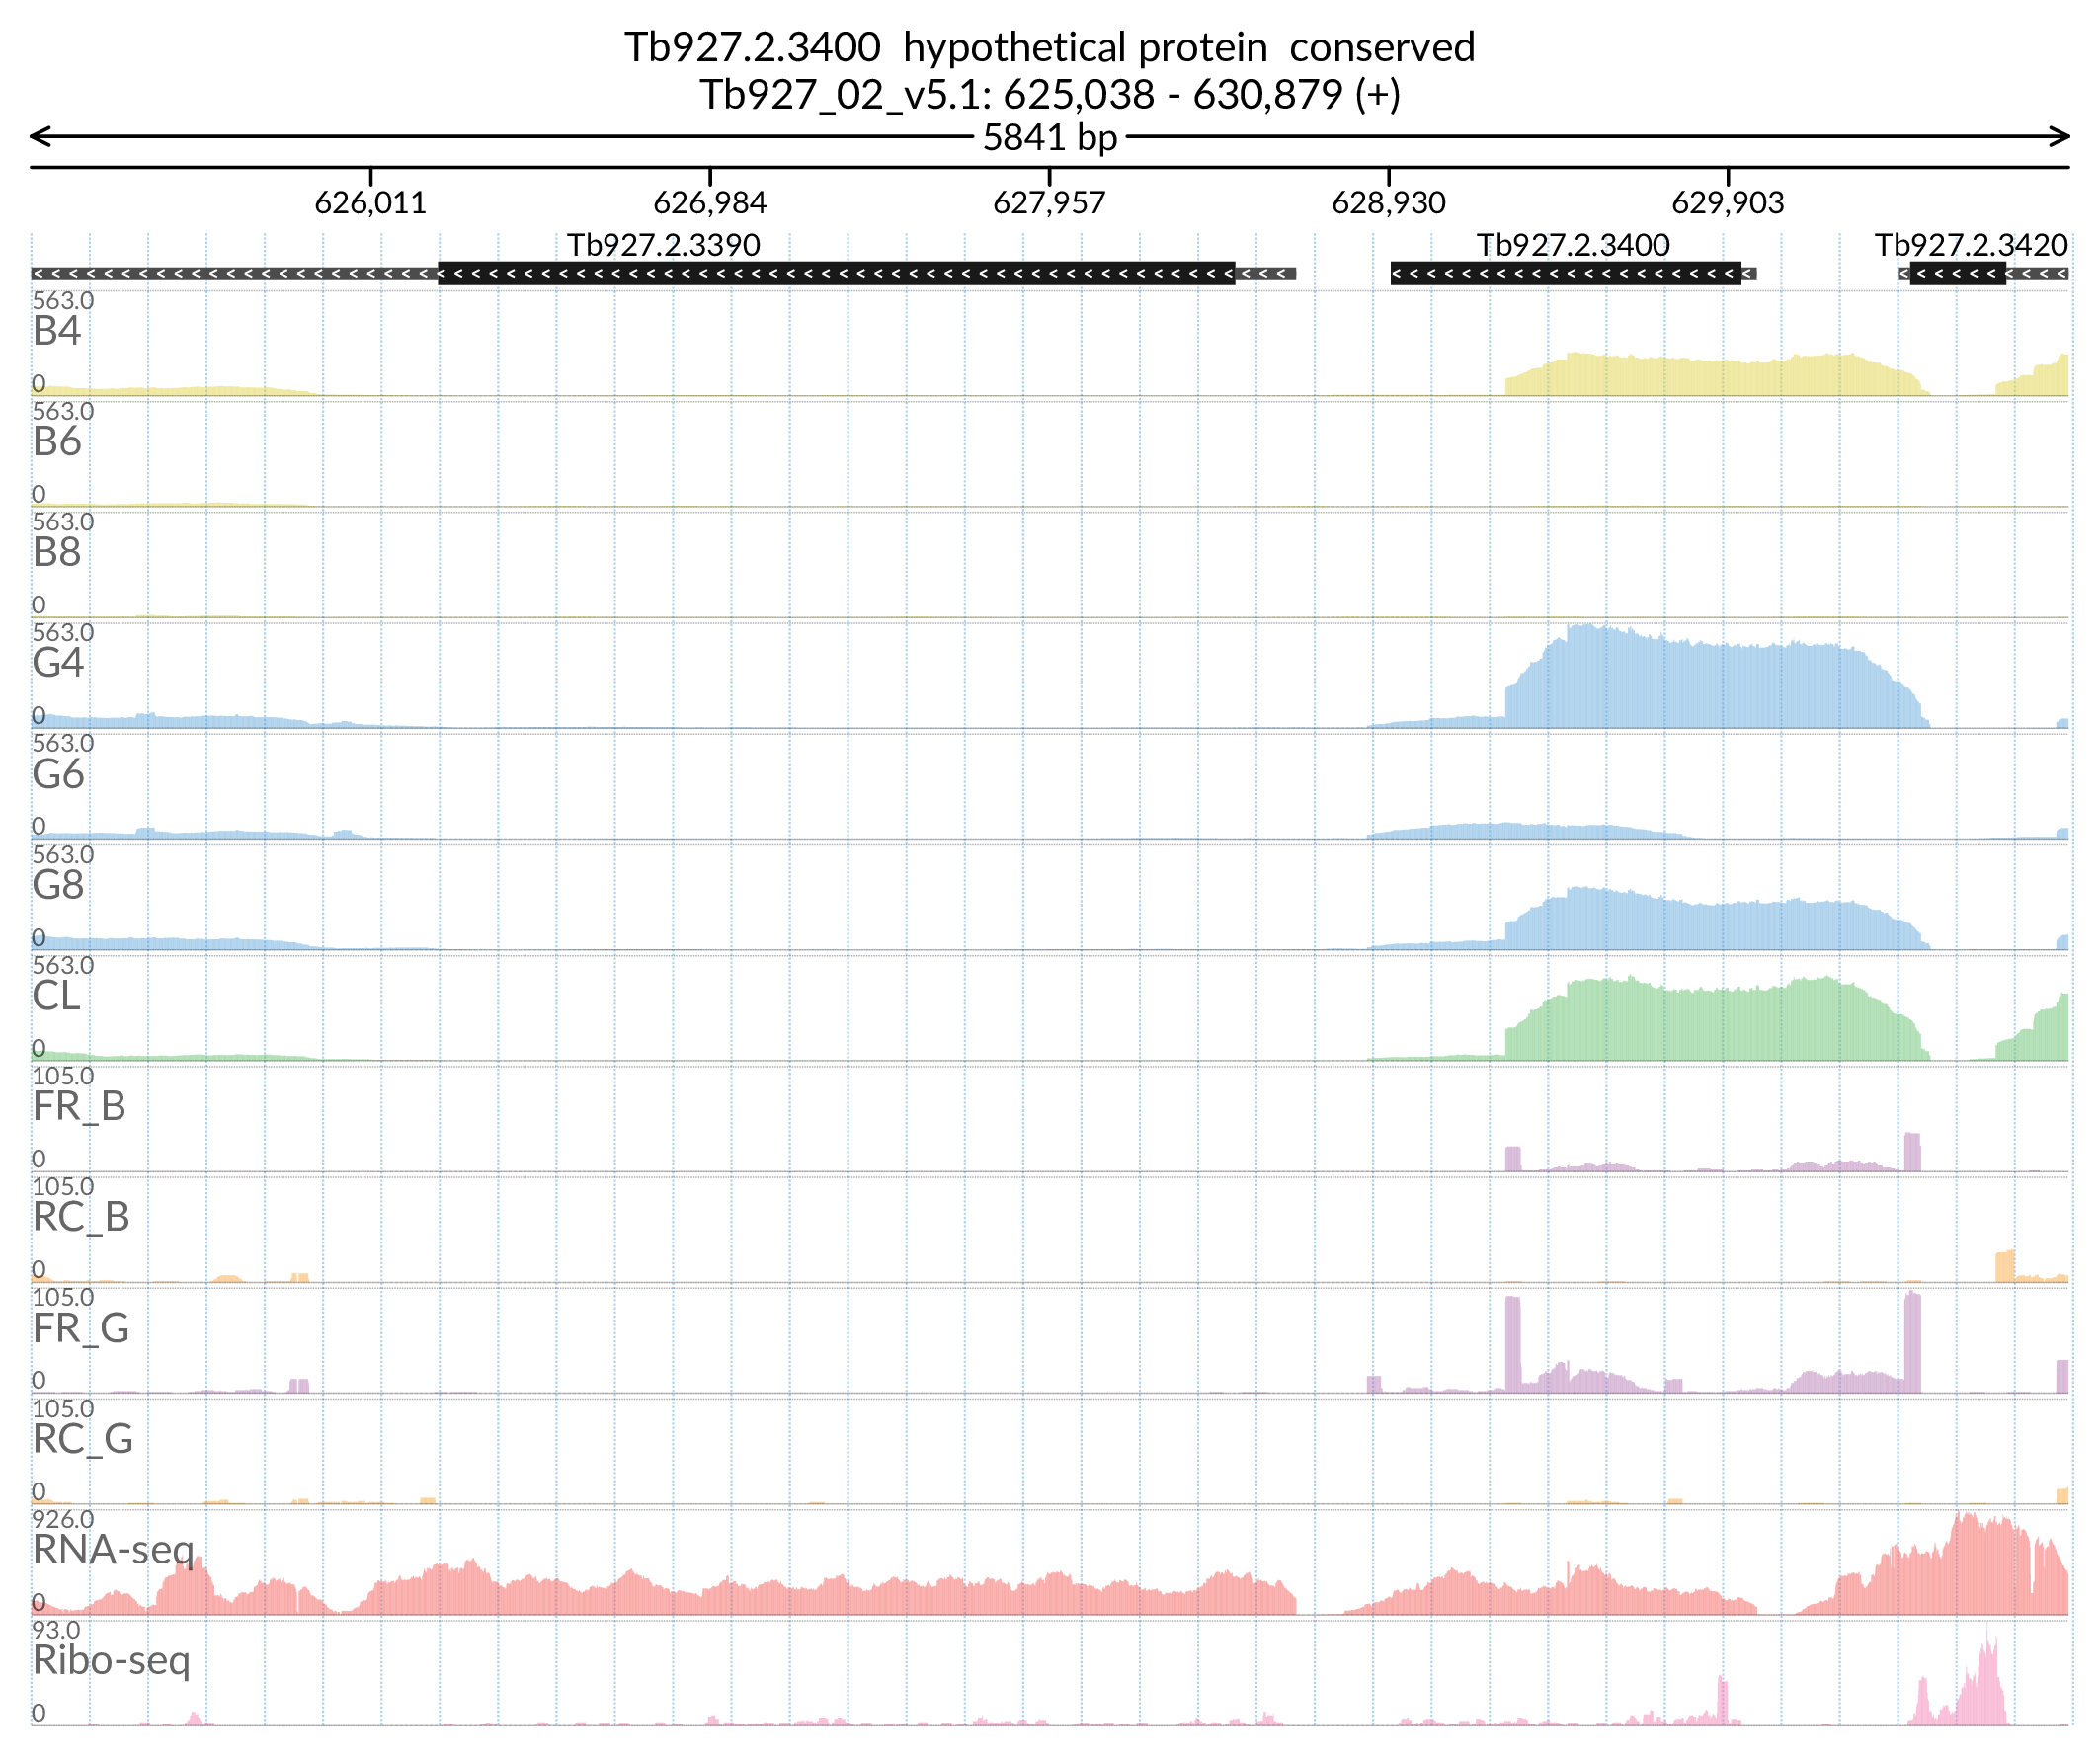 Tb927.2.3400 hypothetical protein conserved
Tb927_02_v5.1: 625,038 - 630,879 (+)
5841 bp
626,011 626,984 627,957 628,930 629,903
Tb927.2.3390 Tb927.2.3400 Tb927.2.3420
563.0
B4
0
563.0
B6
0
563.0
B8
0
563.0
G4
0
563.0
G6
0
563.0
G8
0
563.0
CL
0
105.0
FR_B
0
105.0
RC_B
0
105.0
FR_G
0
105.0
RC_G
0
926.0
RNA-seq
0
93.0
Ribo-seq
0